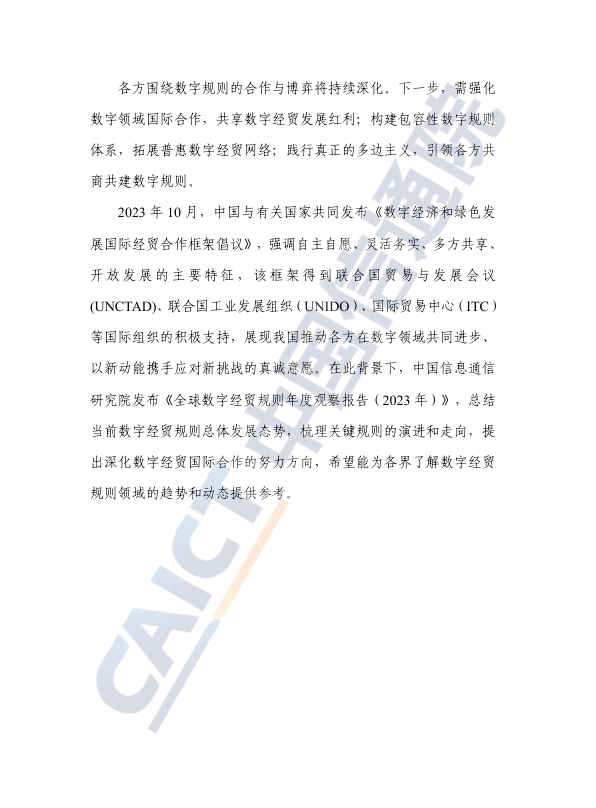 各方围绕数字规则的合作与博弈将持续深化。下一步，需强化
数字领域国际合作，共享数字经贸发展红利；构建包容性数字规则
体系，拓展普惠数字经贸网络；践行真正的多边主义，引领各方共
商共建数字规则。
2023 年 10 月，中国与有关国家共同发布《数字经济和绿色发
展国际经贸合作框架倡议》，强调自主自愿、灵活务实、多方共享、
开放发展的主要特征，该框架得到联合国贸易与发展会议
(UNCTAD)、联合国工业发展组织（UNIDO）、国际贸易中心（ITC）
等国际组织的积极支持，展现我国推动各方在数字领域共同进步、
以新动能携手应对新挑战的真诚意愿。在此背景下，中国信息通信
研究院发布《全球数字经贸规则年度观察报告（2023 年）》，总结
当前数字经贸规则总体发展态势，梳理关键规则的演进和走向，提
出深化数字经贸国际合作的努力方向，希望能为各界了解数字经贸
规则领域的趋势和动态提供参考。
CAICT 中国信通院